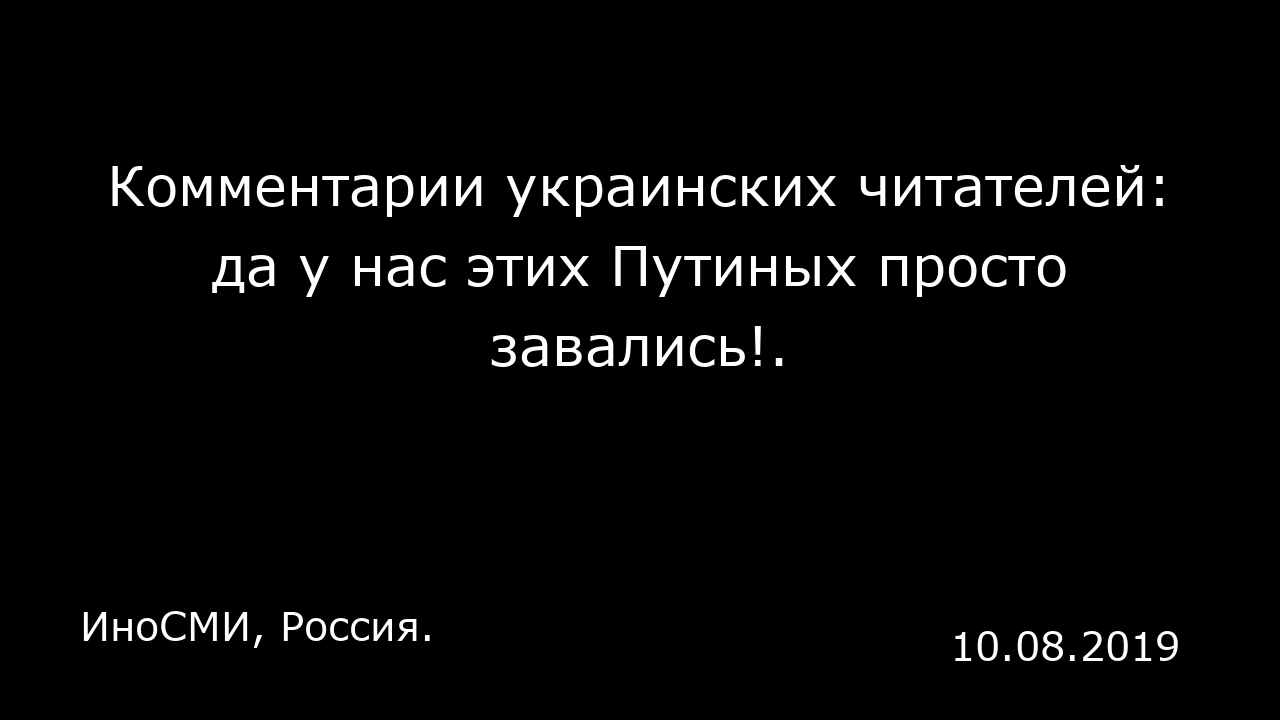 Комментарии украинских читателей:
да у нас этих Путиных просто
завались!.
ИноСМИ, Россия.
10.08.2019